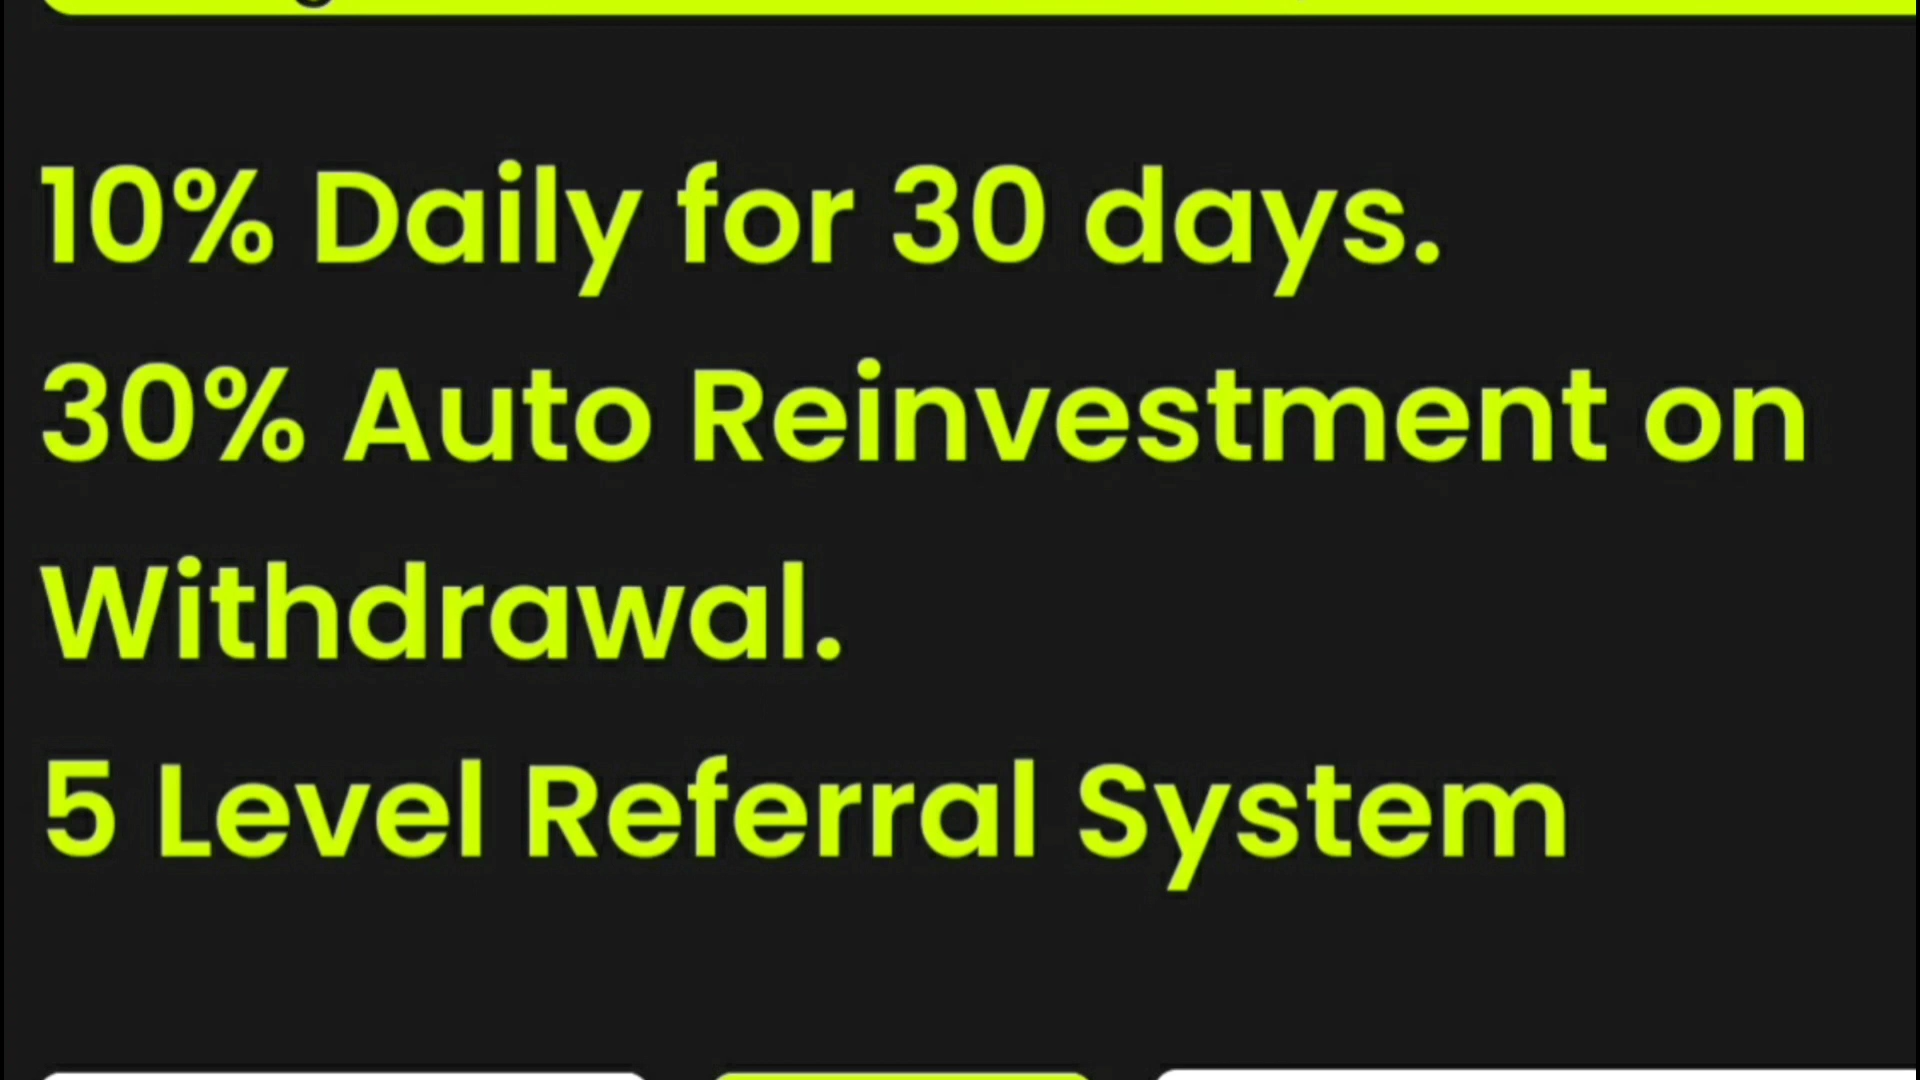 10% Daily for 30 days.
30% Auto Reinvestment on
Withdrawal.
5 Level Referral System